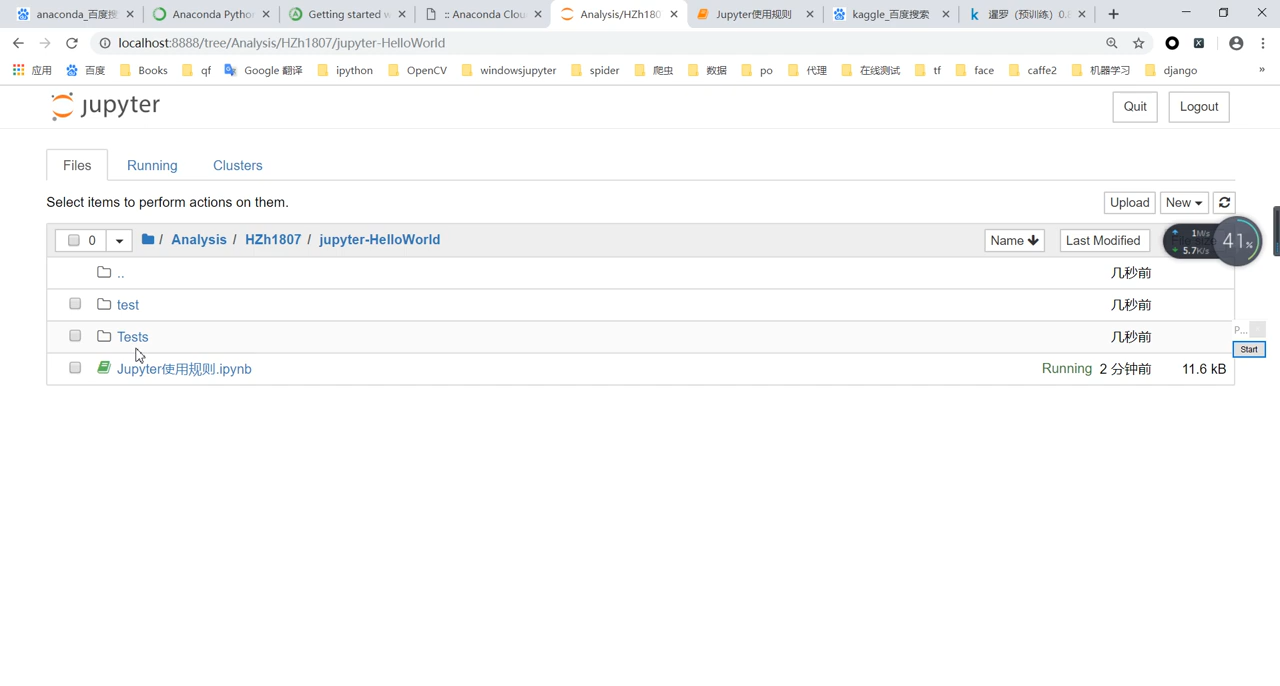 anaconda_百度搜
Anaconda Pytho
Getting started w
:: Anaconda Clou
Analysis/HZh180
Jupyter使用规则
kaggle_百度搜索
暹罗（预训练）0.8
localhost:8888/tree/Analysis/HZh1807/jupyter-HelloWorld
应用 百度 Books qf Google 翻译 ipython OpenCV windowsjupyter spider 爬虫 数据 po 代理 在线测试 tf face caffe2 机器学习 django »
jupyter
Quit Logout
Files Running Clusters
Select items to perform actions on them.
Upload New
0 / Analysis / HZh1807 / jupyter-HelloWorld Name Last Modified
1M/s
5.7K/s
41%
.. 几秒前
test 几秒前
Tests 几秒前
P...
Start
Jupyter使用规则.ipynb Running 2 分钟前 11.6 kB